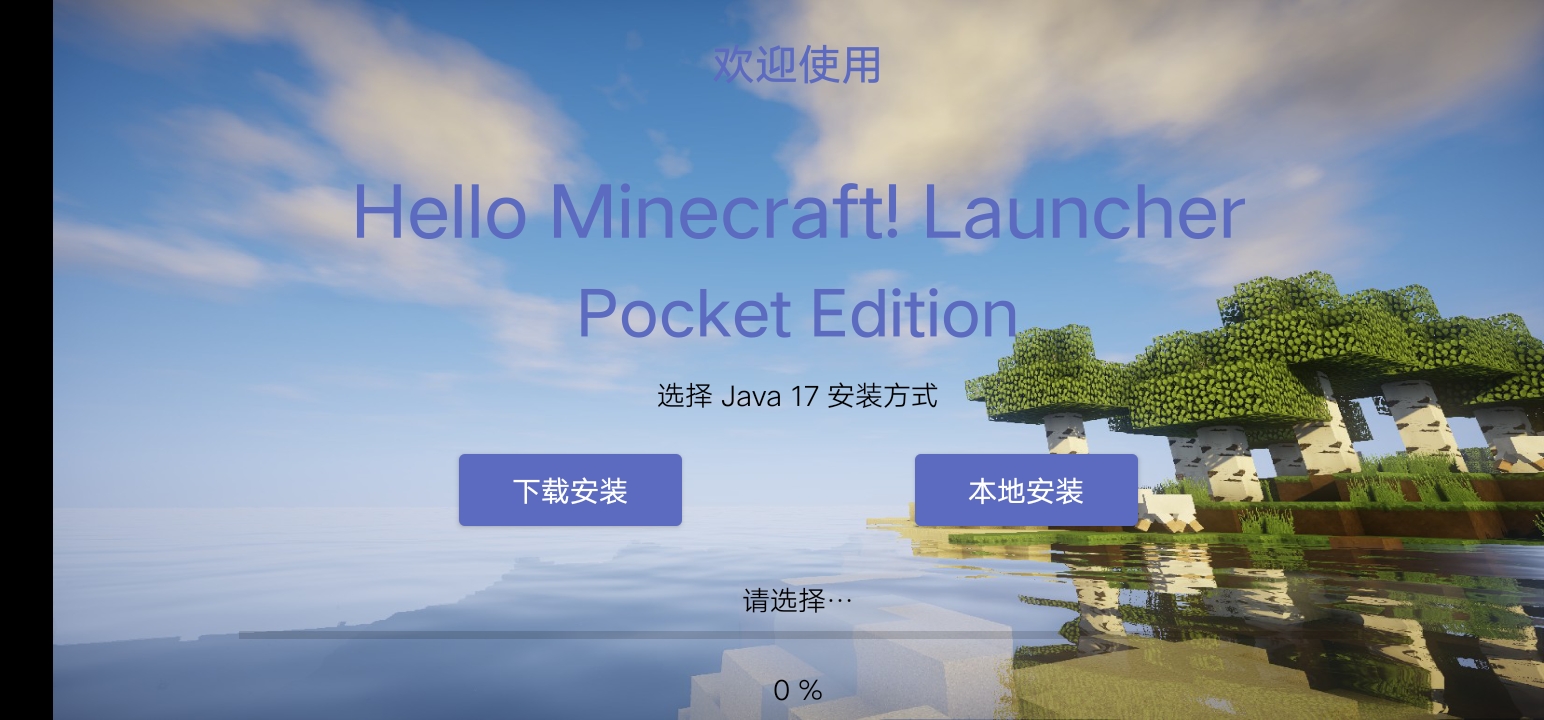 欢迎使用
Hello Minecraft! Launcher
Pocket Edition
选择 Java 17 安装方式
下载安装
本地安装
请选择…
0 %